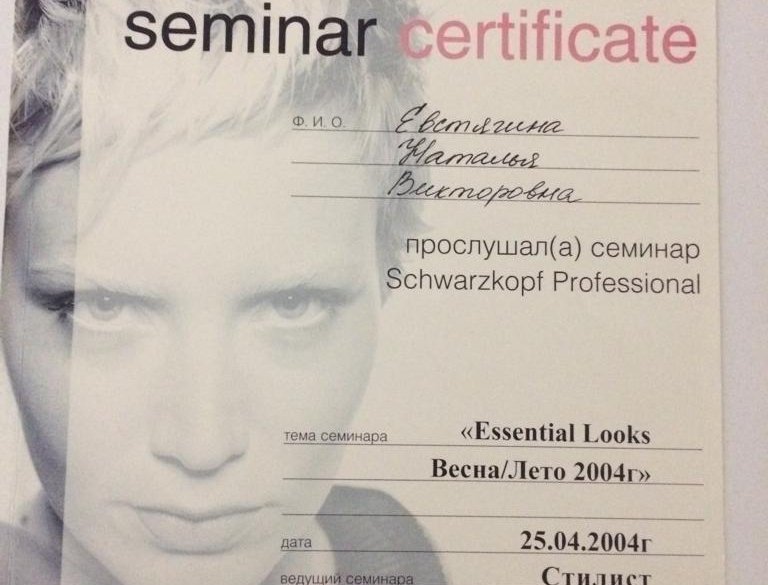 seminar certificate
Ф. И. О. Евстягина
Наталья
Викторовна
прослушал(а) семинар
Schwarzkopf Professional
тема семинара «Essential Looks
Весна/Лето 2004г»
дата 25.04.2004г
ведущий семинара Стилист